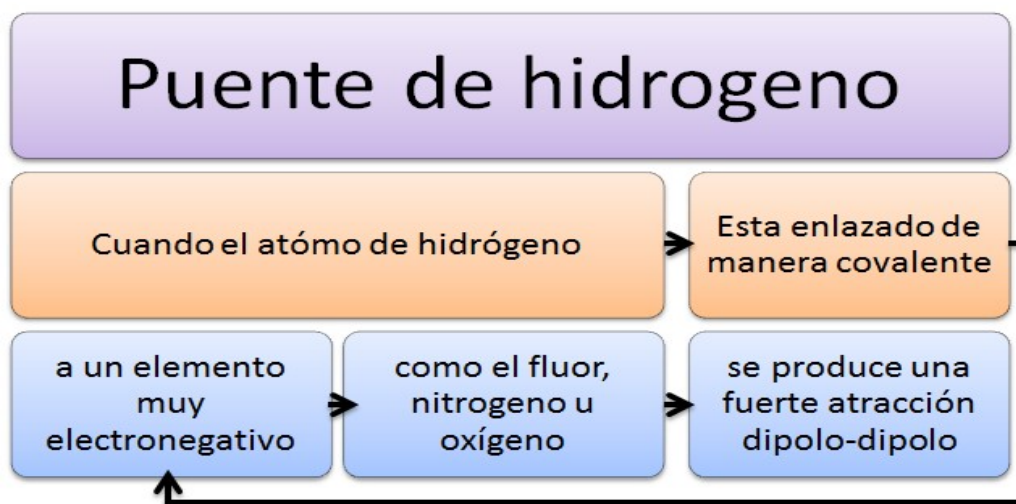 Puente de hidrogeno
Cuando el atómo de hidrógeno
Esta enlazado de
manera covalente
a un elemento
muy
electronegativo
como el fluor,
nitrogeno u
oxígeno
se produce una
fuerte atracción
dipolo-dipolo